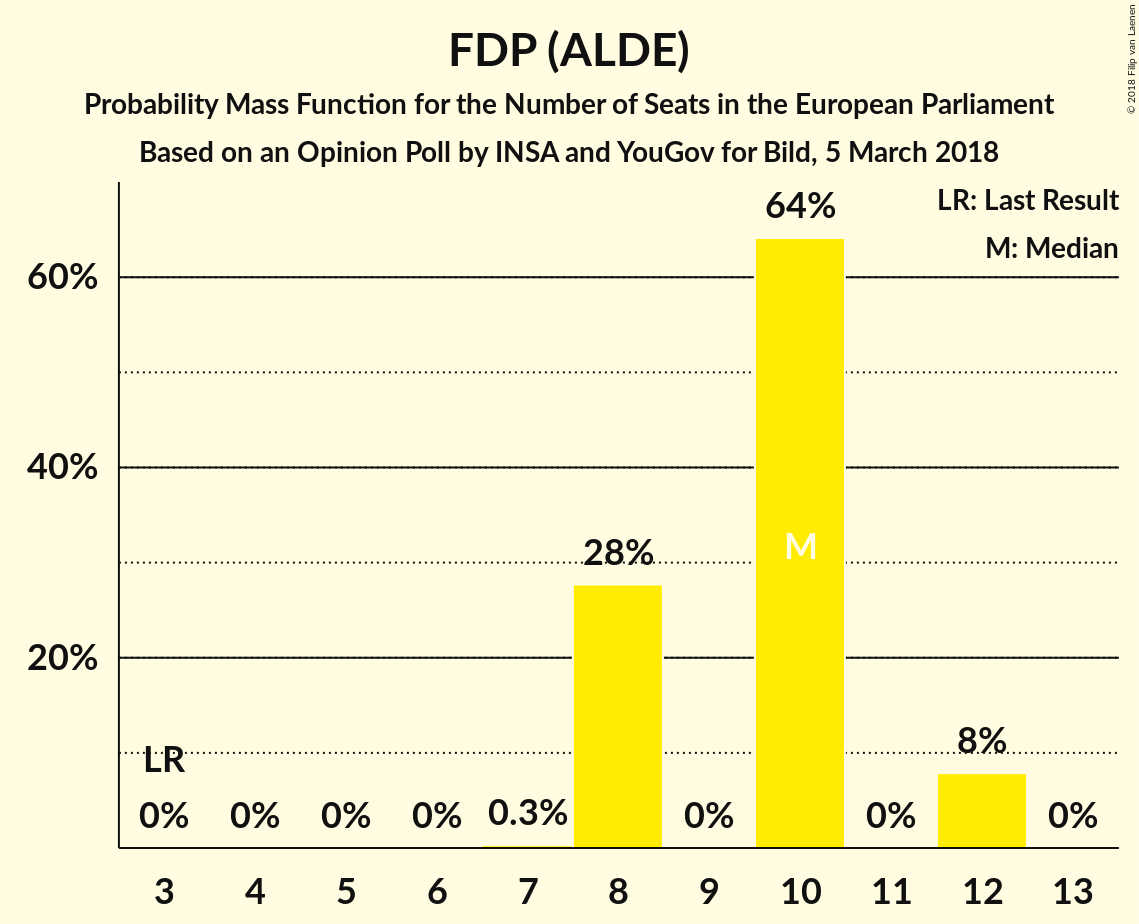 FDP (ALDE)
Probability Mass Function for the Number of Seats in the European Parliament
Based on an Opinion Poll by INSA and YouGov for Bild, 5 March 2018
© 2018 Filip van Laenen
LR: Last Result
M: Median
64%
60%
40%
20%
28%
M
8%
LR
0% 0% 0% 0% 0.3% 0% 0% 0%
3 4 5 6 7 8 9 10 11 12 13